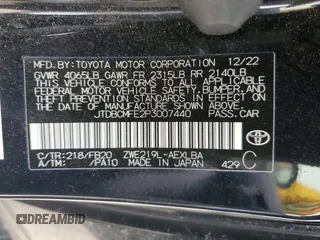 MFD. BY: TOYOTA MOTOR CORPORATION 12/22
GVWR 4065LB GAWR FR 2315LB RR 2140LB
THIS VEHICLE CONFORMS TO ALL APPLICABLE
FEDERAL MOTOR VEHICLE SAFETY, BUMPER, AND
THEFT PREVENTION STANDARDS IN EFFECT ON
THE DATE OF MANUFACTURE SHOWN ABOVE.
JTDBCMFE2P3007440 PASS.CAR
C/TR:218/FB20 ZWE219L-AEXLBA
A/TM: /PA10 MADE IN JAPAN 429 C
DREAMBID